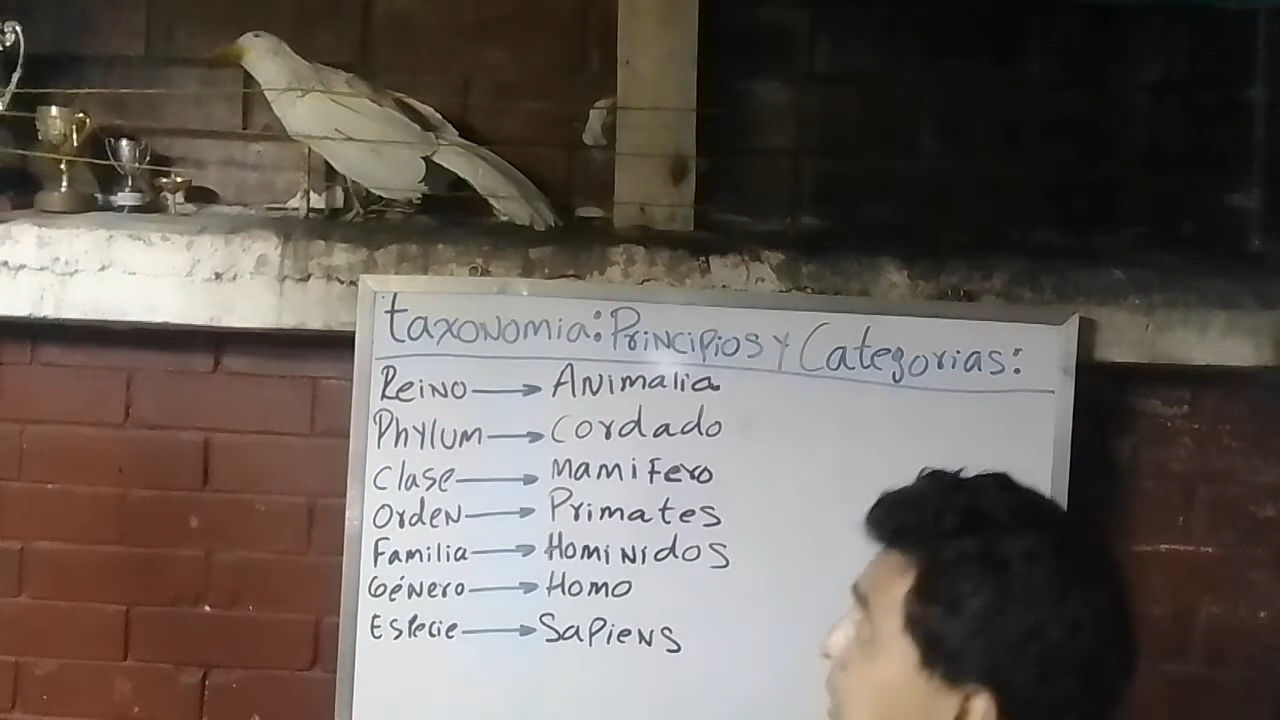 taxonomia: Principios y Categorias:
Reino → Animalia
Phylum → Cordado
Clase → Mamifero
Orden → Primates
Familia → Hominidos
Género → Homo
Especie → Sapiens